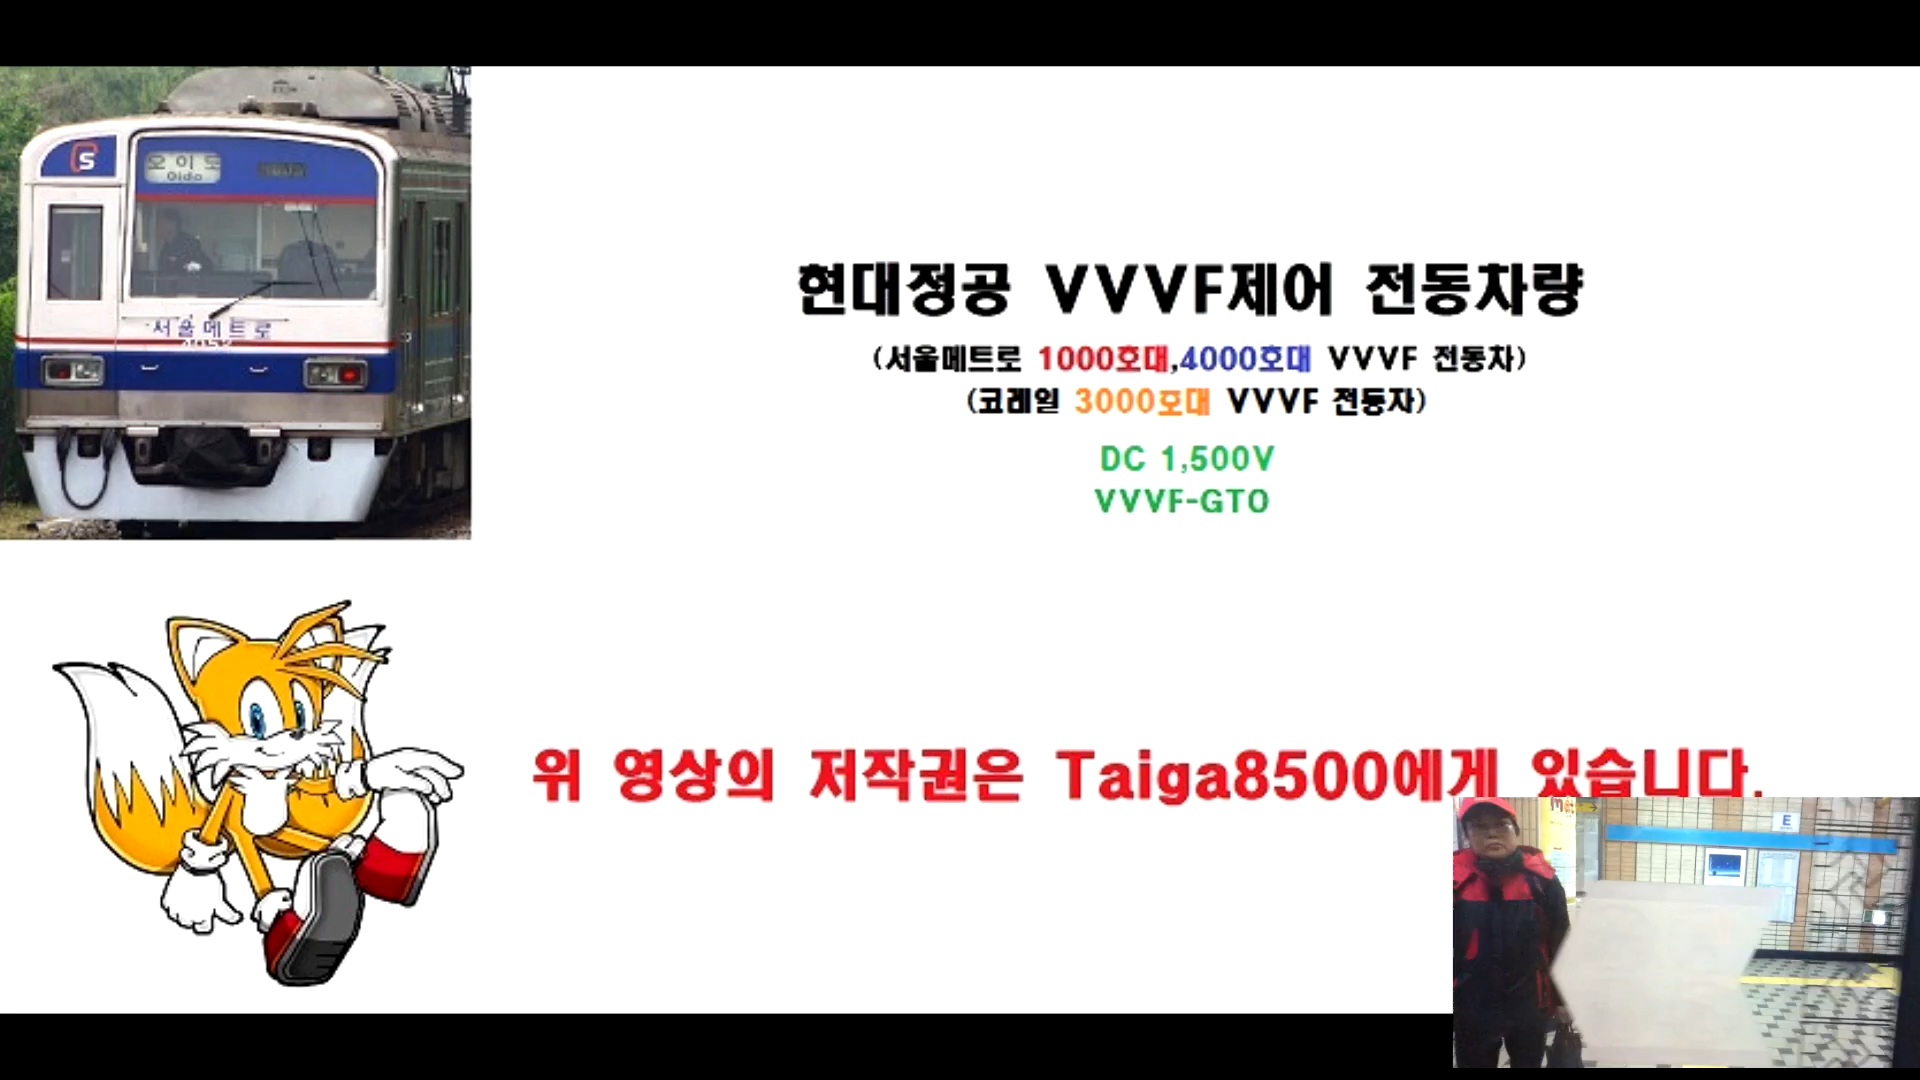 오이도
Oido
서울메트로
현대정공 VVVF제어 전동차량
(서울메트로 1000호대,4000호대 VVVF 전동차)
(코레일 3000호대 VVVF 전동차)
DC 1,500V
VVVF-GTO
위 영상의 저작권은 Taiga8500에게 있습니다.
E